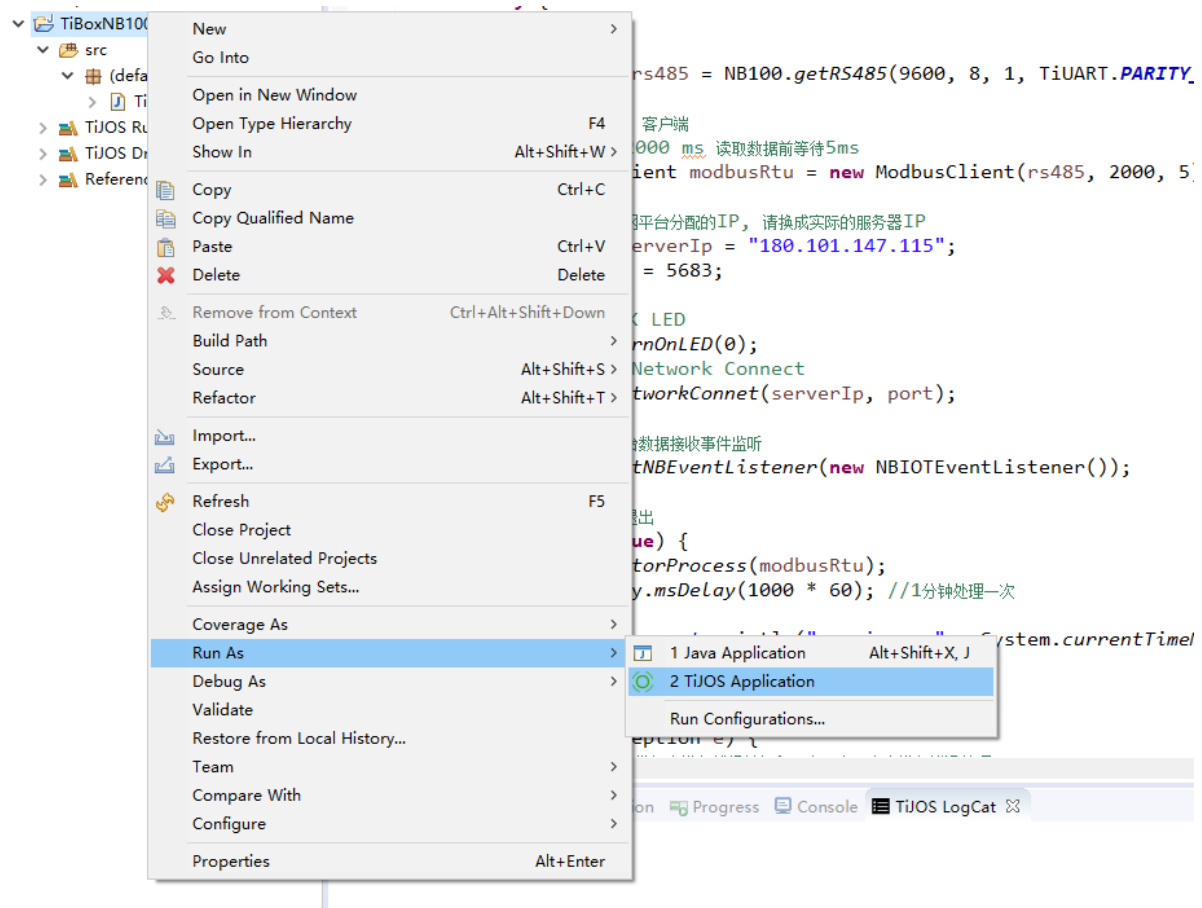 TiBoxNB100
src
(defa
Ti
TiJOS Ru
TiJOS Dr
Referenc
New
Go Into
Open in New Window
Open Type Hierarchy F4
Show In Alt+Shift+W
Copy Ctrl+C
Copy Qualified Name
Paste Ctrl+V
Delete Delete
Remove from Context Ctrl+Alt+Shift+Down
Build Path
Source Alt+Shift+S
Refactor Alt+Shift+T
Import...
Export...
Refresh F5
Close Project
Close Unrelated Projects
Assign Working Sets...
Coverage As
Run As
Debug As
Validate
Restore from Local History...
Team
Compare With
Configure
Properties Alt+Enter
1 Java Application Alt+Shift+X, J
2 TiJOS Application
Run Configurations...
rs485 = NB100.getRS485(9600, 8, 1, TiUART.PARITY_
客户端
000 ms 读取数据前等待5ms
ient modbusRtu = new ModbusClient(rs485, 2000, 5)
平台分配的IP, 请换成实际的服务器IP
erverIp = "180.101.147.115";
= 5683;
LED
rnOnLED(0);
Network Connect
tworkConnet(serverIp, port);
数据接收事件监听
tNBEventListener(new NBIOTEventListener());
出
ue) {
torProcess(modbusRtu);
y.msDelay(1000 * 60); //1分钟处理一次
System.currentTimeM
eption e) {
on
Progress
Console
TiJOS LogCat